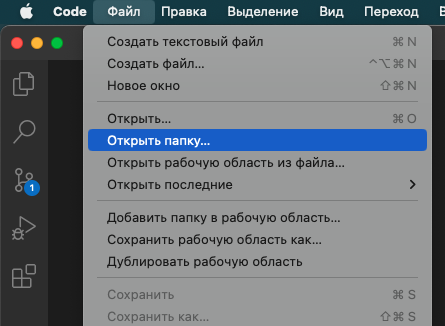 Code Файл Правка Выделение Вид Переход
Создать текстовый файл ⌘ N
Создать файл... ⌃⌥⌘ N
Новое окно ⇧⌘ N
Открыть... ⌘ O
Открыть папку...
Открыть рабочую область из файла...
Открыть последние
1
Добавить папку в рабочую область...
Сохранить рабочую область как...
Дублировать рабочую область
Сохранить ⌘ S
Сохранить как... ⇧⌘ S